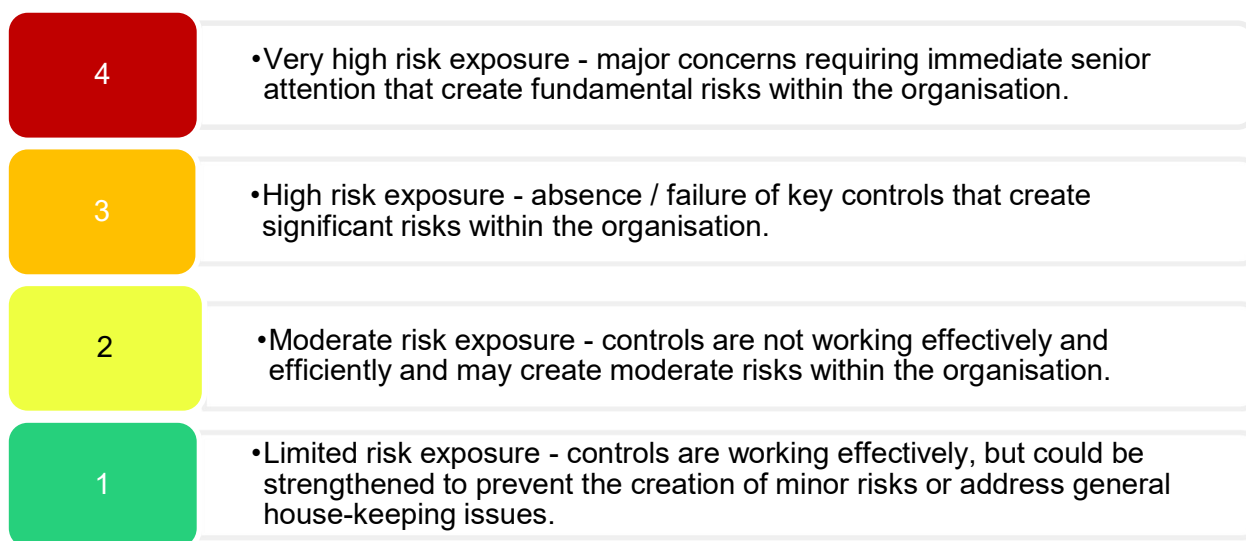 4
•Very high risk exposure - major concerns requiring immediate senior
attention that create fundamental risks within the organisation.
3
•High risk exposure - absence / failure of key controls that create
significant risks within the organisation.
2
•Moderate risk exposure - controls are not working effectively and
efficiently and may create moderate risks within the organisation.
1
•Limited risk exposure - controls are working effectively, but could be
strengthened to prevent the creation of minor risks or address general
house-keeping issues.